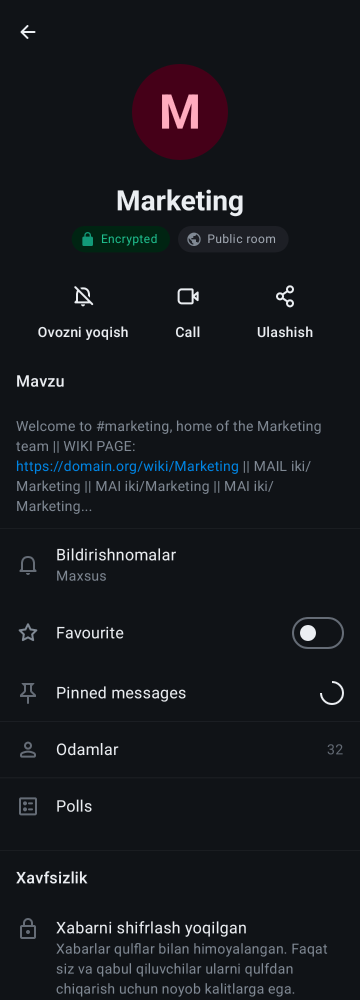 M
Marketing
Encrypted
Public room
Ovozni yoqish
Call
Ulashish
Mavzu
Welcome to #marketing, home of the Marketing
team || WIKI PAGE:
https://domain.org/wiki/Marketing || MAIL iki/
Marketing || MAI iki/Marketing || MAI iki/
Marketing...
Bildirishnomalar
Maxsus
Favourite
Pinned messages
Odamlar
32
Polls
Xavfsizlik
Xabarni shifrlash yoqilgan
Xabarlar qulflar bilan himoyalangan. Faqat
siz va qabul qiluvchilar ularni qulfdan
chiqarish uchun noyob kalitlarga ega.